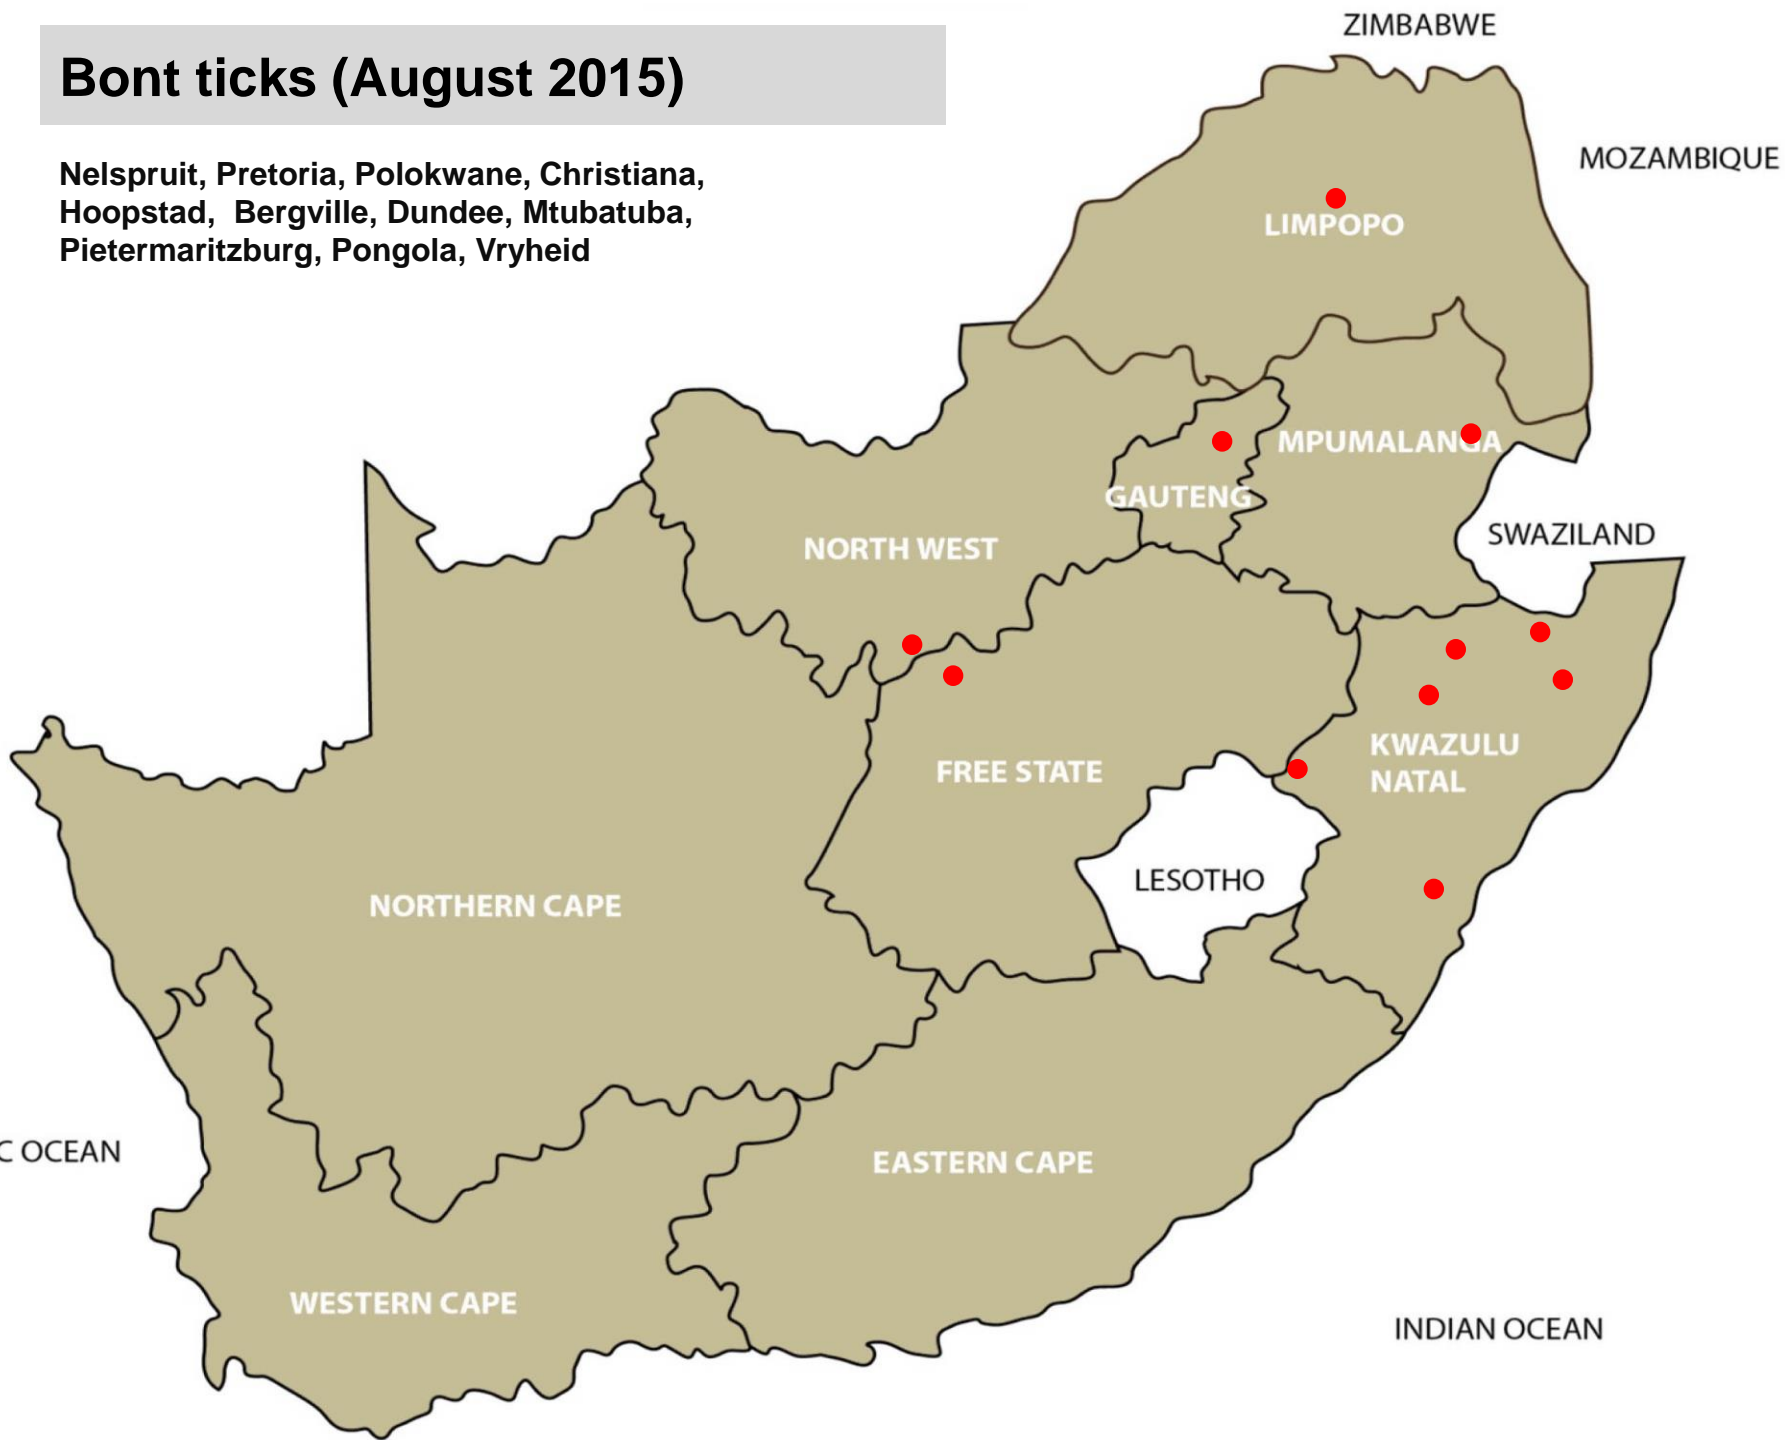 Bont ticks (August 2015)
Nelspruit, Pretoria, Polokwane, Christiana,
Hoopstad, Bergville, Dundee, Mtubatuba,
Pietermaritzburg, Pongola, Vryheid
ZIMBABWE
MOZAMBIQUE
LIMPOPO
MPUMALANGA
GAUTENG
SWAZILAND
NORTH WEST
KWAZULU
NATAL
FREE STATE
LESOTHO
NORTHERN CAPE
C OCEAN
EASTERN CAPE
WESTERN CAPE
INDIAN OCEAN